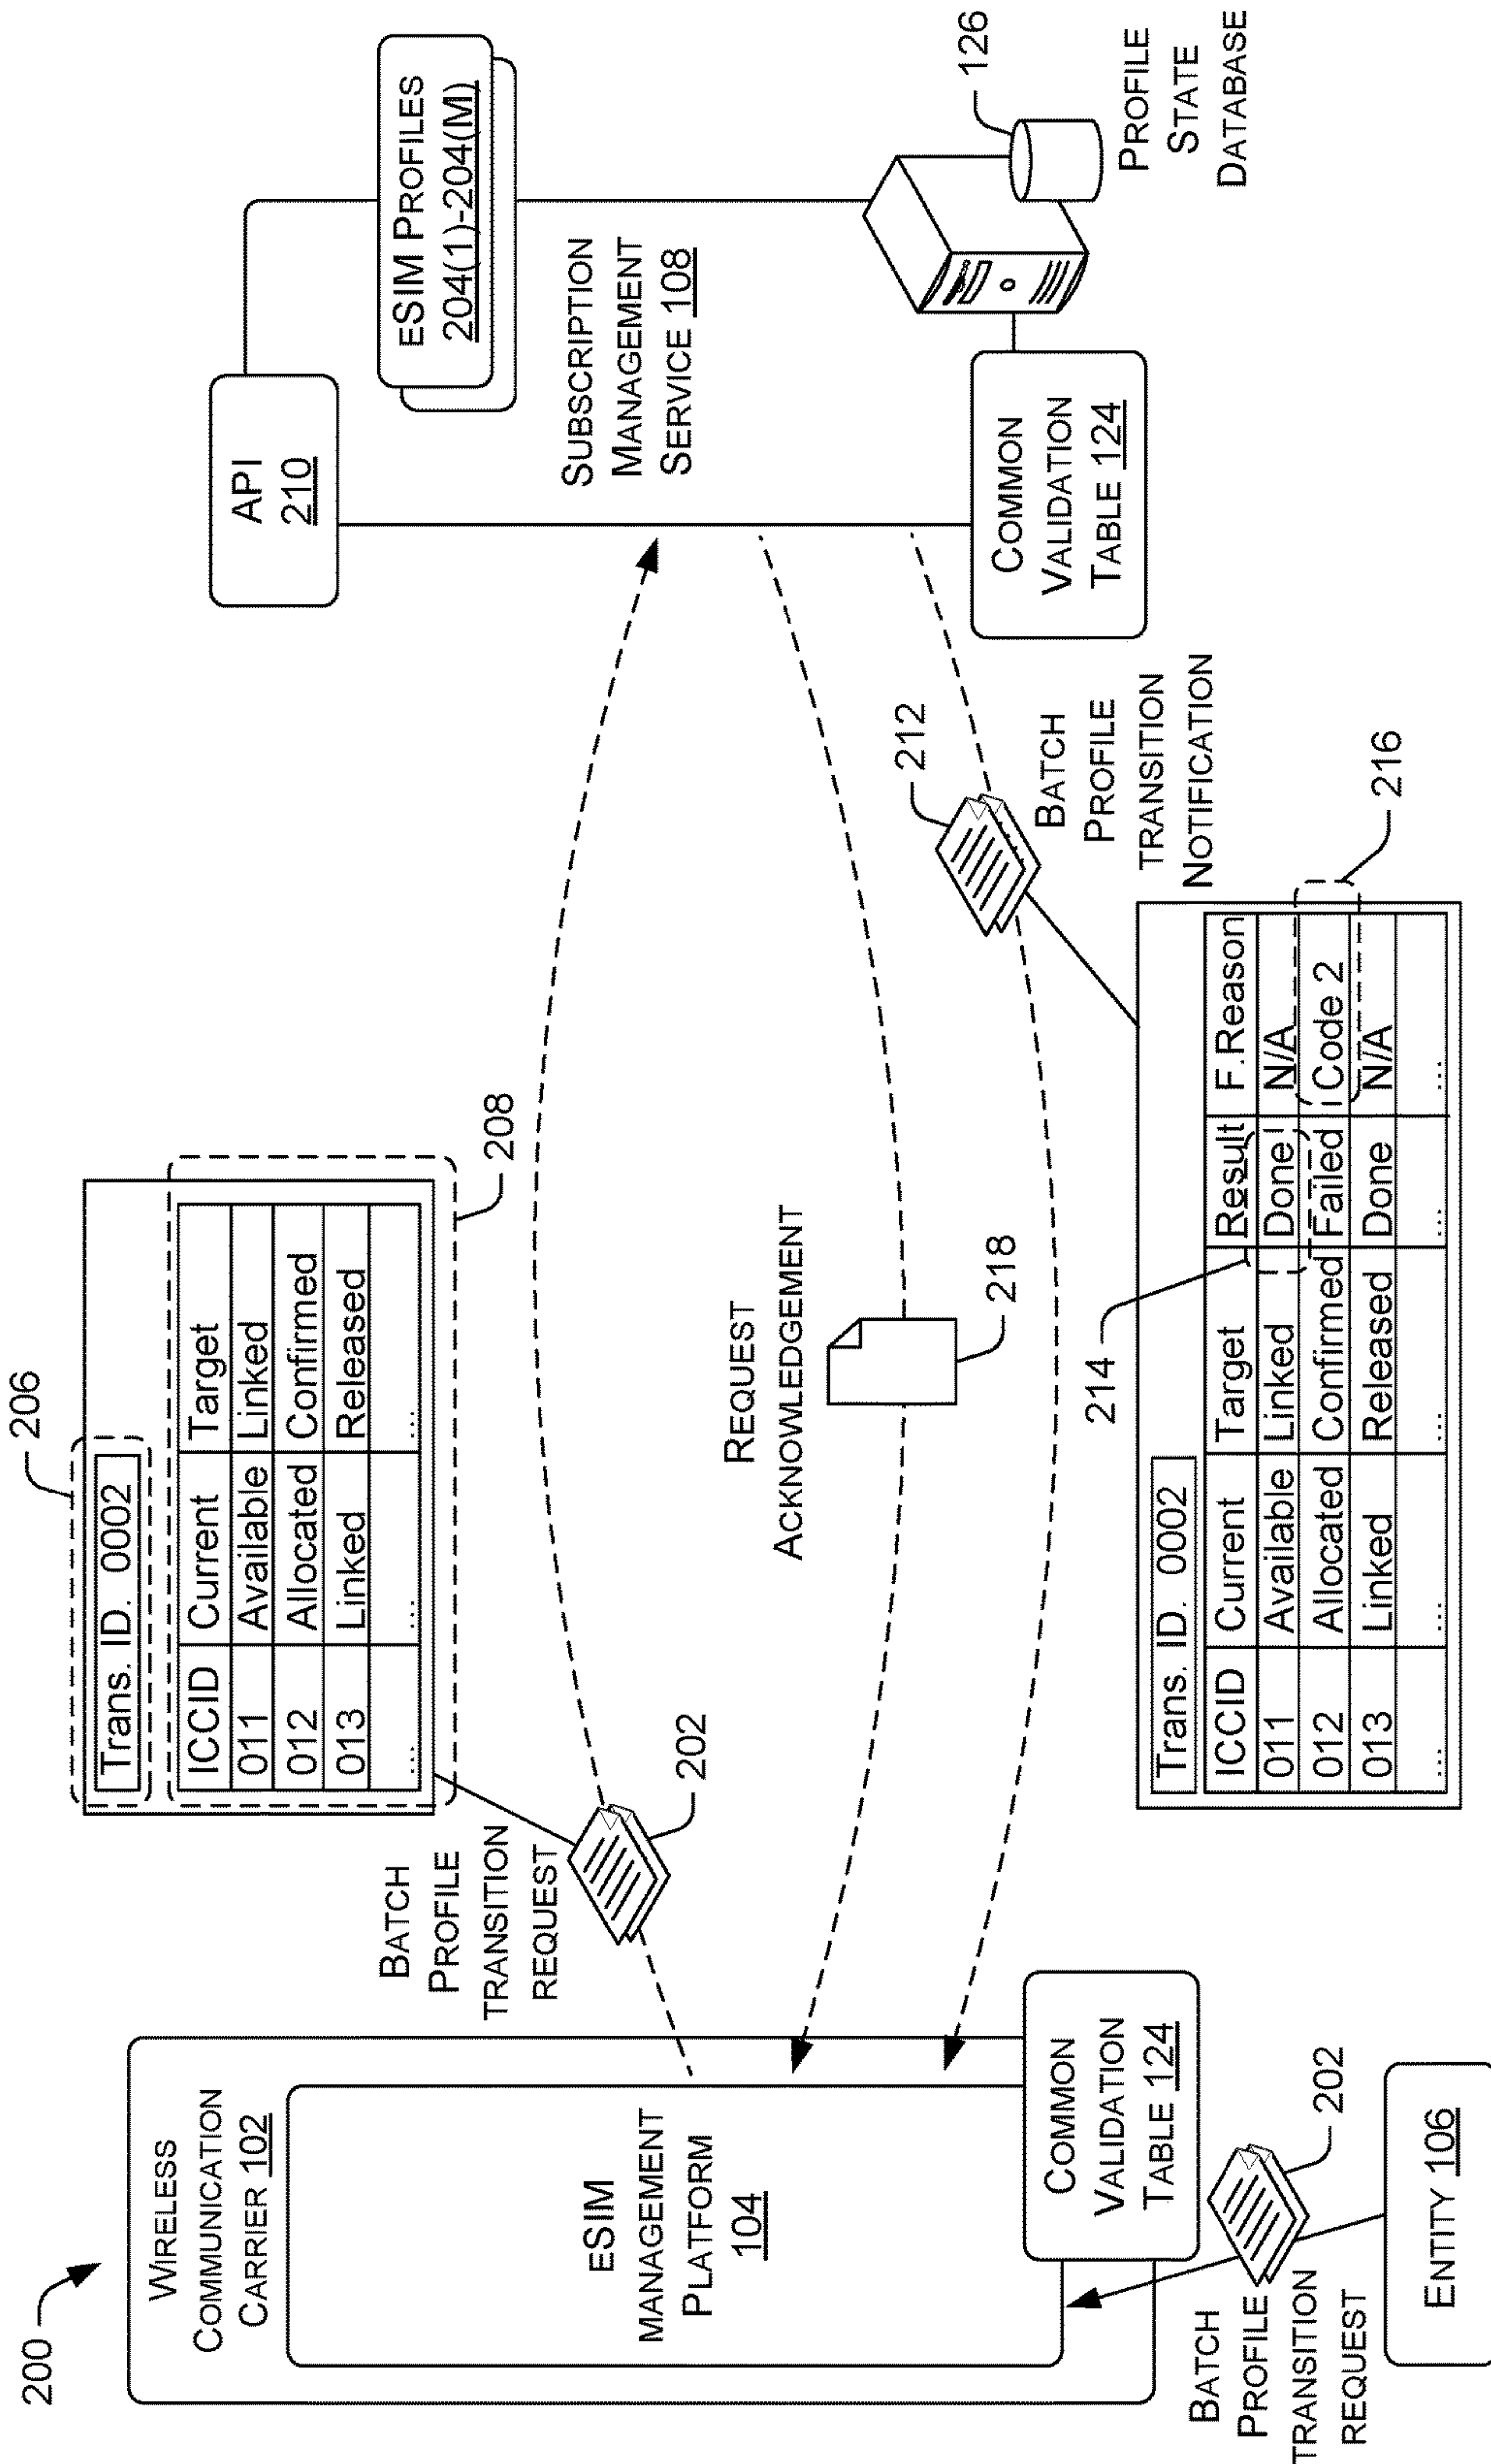 200
WIRELESS
COMMUNICATION
CARRIER 102
eSIM
MANAGEMENT
PLATFORM
104
COMMON
VALIDATION
TABLE 124
BATCH
PROFILE
TRANSITION
REQUEST
202
ENTITY 106
BATCH
PROFILE
TRANSITION
REQUEST
202
206
Trans. ID. 0002
ICCID Current Target
011 Available Linked
012 Allocated Confirmed
013 Linked Released
... ... ...
208
REQUEST
ACKNOWLEDGEMENT
218
212
BATCH
PROFILE
TRANSITION
NOTIFICATION
214
216
Trans. ID. 0002
ICCID Current Target Result F.Reason
011 Available Linked Done N/A
012 Allocated Confirmed Failed Code 2
013 Linked Released Done N/A
... ... ... ... ...
API
210
eSIM PROFILES
204(1)-204(M)
SUBSCRIPTION
MANAGEMENT
SERVICE 108
COMMON
VALIDATION
TABLE 124
126
PROFILE
STATE
DATABASE